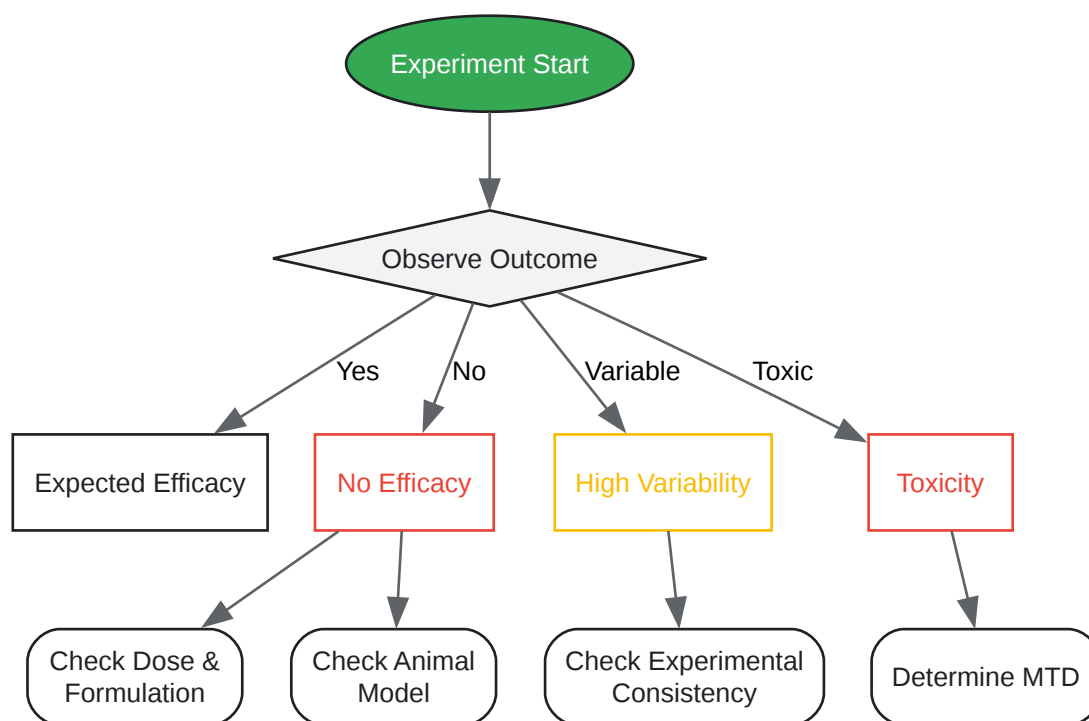 Experiment Start
Observe Outcome
Yes
No
Variable
Toxic
Expected Efficacy
No Efficacy
High Variability
Toxicity
Check Dose &
Formulation
Check Animal
Model
Check Experimental
Consistency
Determine MTD